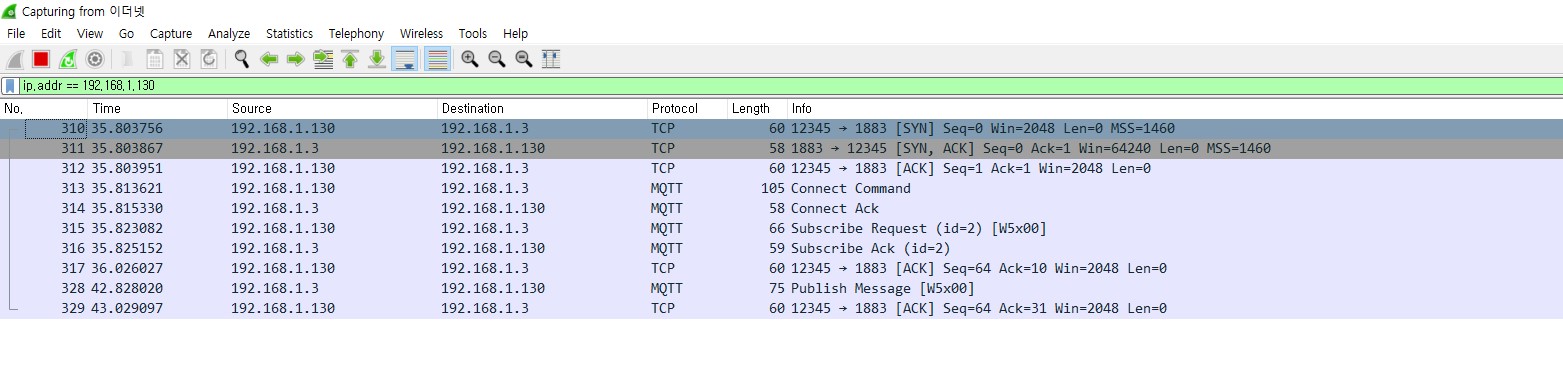 Capturing from 이더넷
File Edit View Go Capture Analyze Statistics Telephony Wireless Tools Help
ip.addr == 192.168.1.130
No. Time Source Destination Protocol Length Info
310 35.803756 192.168.1.130 192.168.1.3 TCP 60 12345 → 1883 [SYN] Seq=0 Win=2048 Len=0 MSS=1460
311 35.803867 192.168.1.3 192.168.1.130 TCP 58 1883 → 12345 [SYN, ACK] Seq=0 Ack=1 Win=64240 Len=0 MSS=1460
312 35.803951 192.168.1.130 192.168.1.3 TCP 60 12345 → 1883 [ACK] Seq=1 Ack=1 Win=2048 Len=0
313 35.813621 192.168.1.130 192.168.1.3 MQTT 105 Connect Command
314 35.815330 192.168.1.3 192.168.1.130 MQTT 58 Connect Ack
315 35.823082 192.168.1.130 192.168.1.3 MQTT 66 Subscribe Request (id=2) [W5x00]
316 35.825152 192.168.1.3 192.168.1.130 MQTT 59 Subscribe Ack (id=2)
317 36.026027 192.168.1.130 192.168.1.3 TCP 60 12345 → 1883 [ACK] Seq=64 Ack=10 Win=2048 Len=0
328 42.828020 192.168.1.3 192.168.1.130 MQTT 75 Publish Message [W5x00]
329 43.029097 192.168.1.130 192.168.1.3 TCP 60 12345 → 1883 [ACK] Seq=64 Ack=31 Win=2048 Len=0